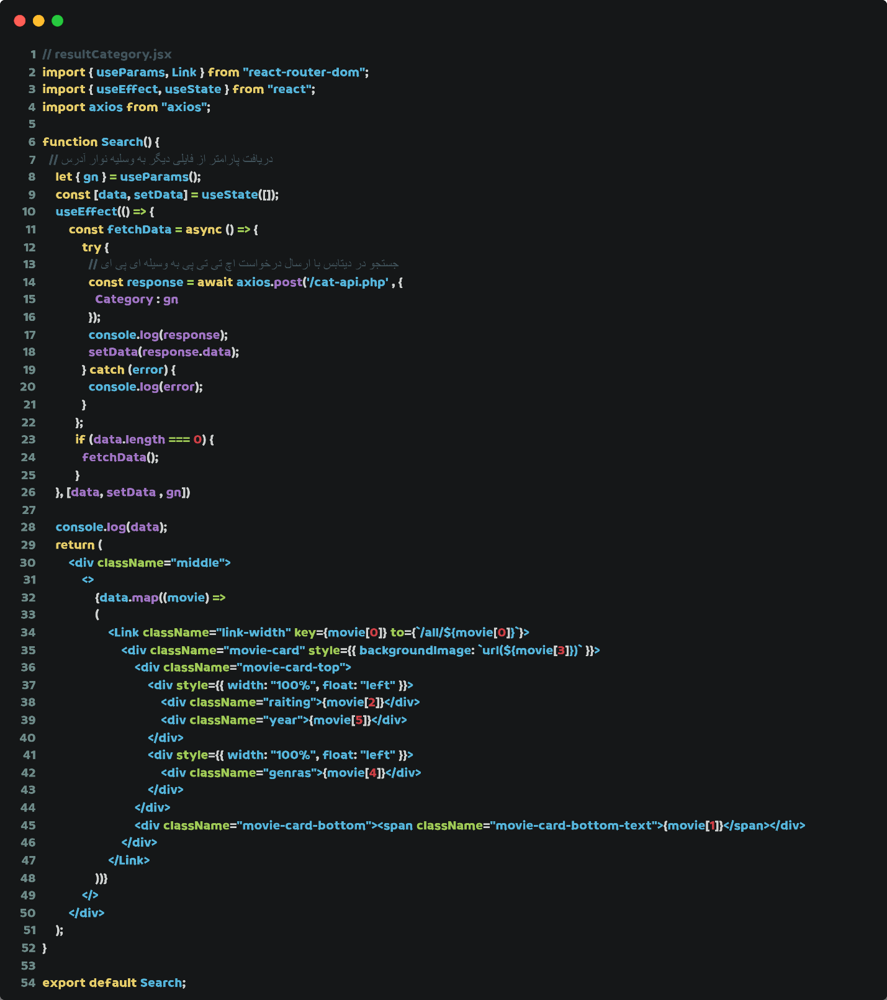 1 // resultCategory.jsx
2 import { useParams, Link } from "react-router-dom";
3 import { useEffect, useState } from "react";
4 import axios from "axios";
5
6 function Search() {
7 // دریافت پارامتر از فایلی دیگر به وسلیه نوار آدرس
8 let { gn } = useParams();
9 const [data, setData] = useState([]);
10 useEffect(() => {
11 const fetchData = async () => {
12 try {
13 // جستجو در دیتابس با ارسال درخواست اچ تی تی پی به وسیله ای پی ای
14 const response = await axios.post('/cat-api.php' , {
15 Category : gn
16 });
17 console.log(response);
18 setData(response.data);
19 } catch (error) {
20 console.log(error);
21 }
22 };
23 if (data.length === 0) {
24 fetchData();
25 }
26 }, [data, setData , gn])
27
28 console.log(data);
29 return (
30 <div className="middle">
31 <>
32 {data.map((movie) =>
33 (
34 <Link className="link-width" key={movie[0]} to={`/all/${movie[0]}`}>
35 <div className="movie-card" style={{ backgroundImage: `url(${movie[3]})` }}>
36 <div className="movie-card-top">
37 <div style={{ width: "100%", float: "left" }}>
38 <div className="raiting">{movie[2]}</div>
39 <div className="year">{movie[5]}</div>
40 </div>
41 <div style={{ width: "100%", float: "left" }}>
42 <div className="genras">{movie[4]}</div>
43 </div>
44 </div>
45 <div className="movie-card-bottom"><span className="movie-card-bottom-text">{movie[1]}</span></div>
46 </div>
47 </Link>
48 ))}
49 </>
50 </div>
51 );
52 }
53
54 export default Search;